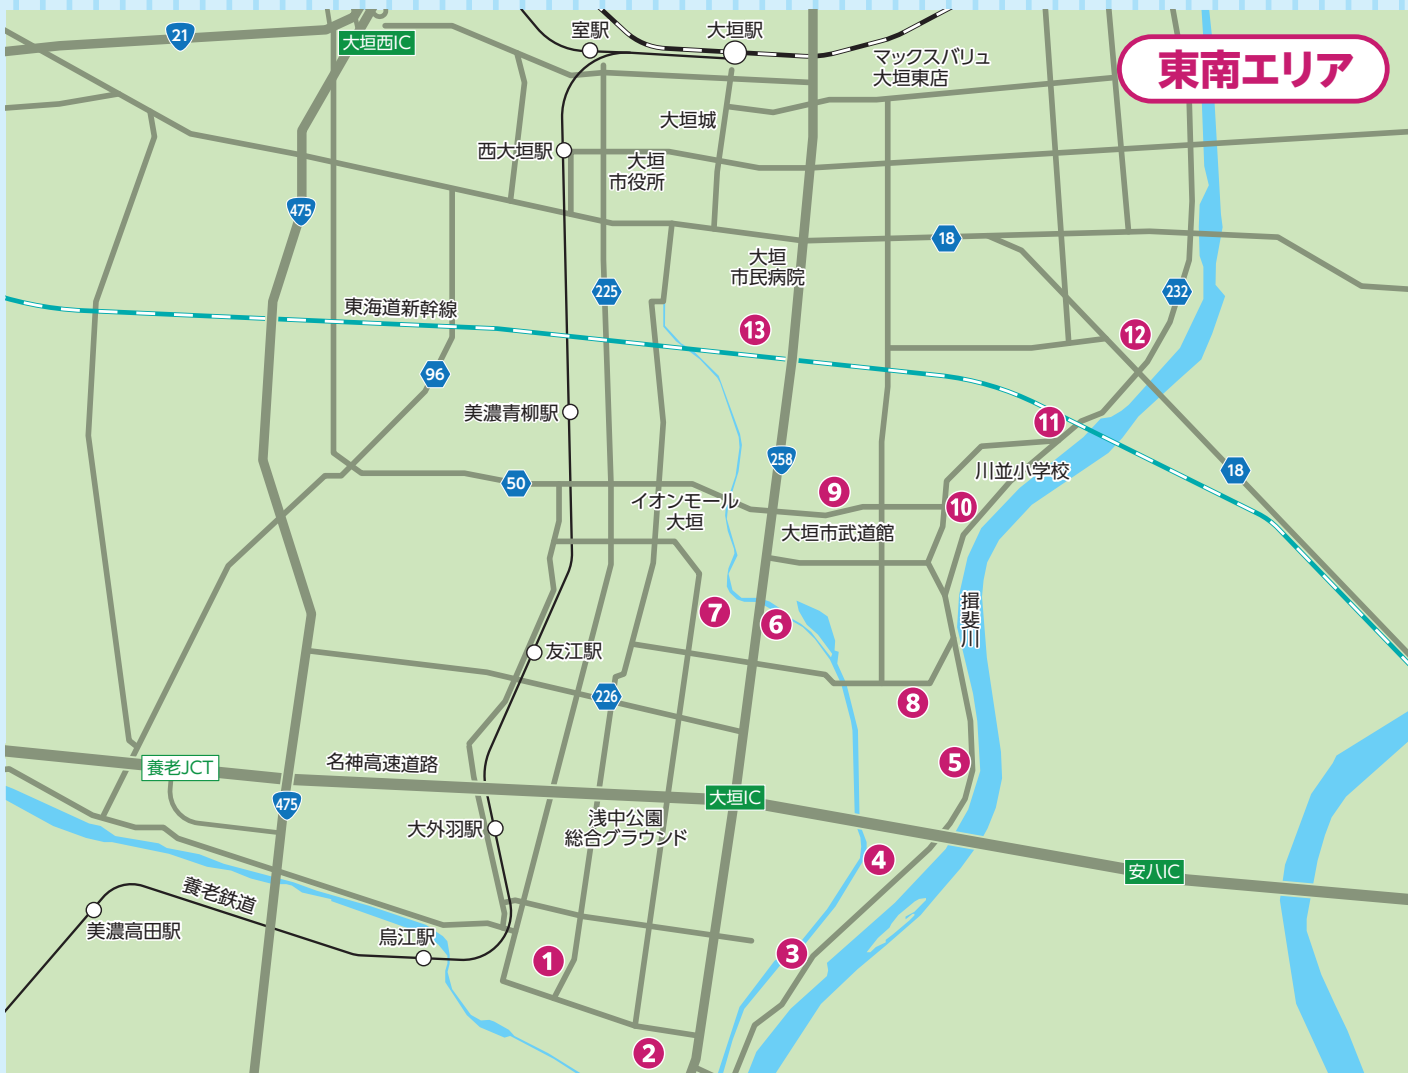 東南エリア
21
大垣西IC
室駅
大垣駅
マックスバリュ
大垣東店
大垣城
西大垣駅
大垣
市役所
475
18
大垣
市民病院
225
232
東海道新幹線
13
12
96
美濃青柳駅
11
258
川並小学校
18
50
イオンモール
大垣
9
10
大垣市武道館
7
6
揖斐川
友江駅
226
8
5
名神高速道路
養老JCT
475
大垣IC
大外羽駅
浅中公園
総合グラウンド
4
安八IC
養老鉄道
美濃高田駅
烏江駅
1
3
2